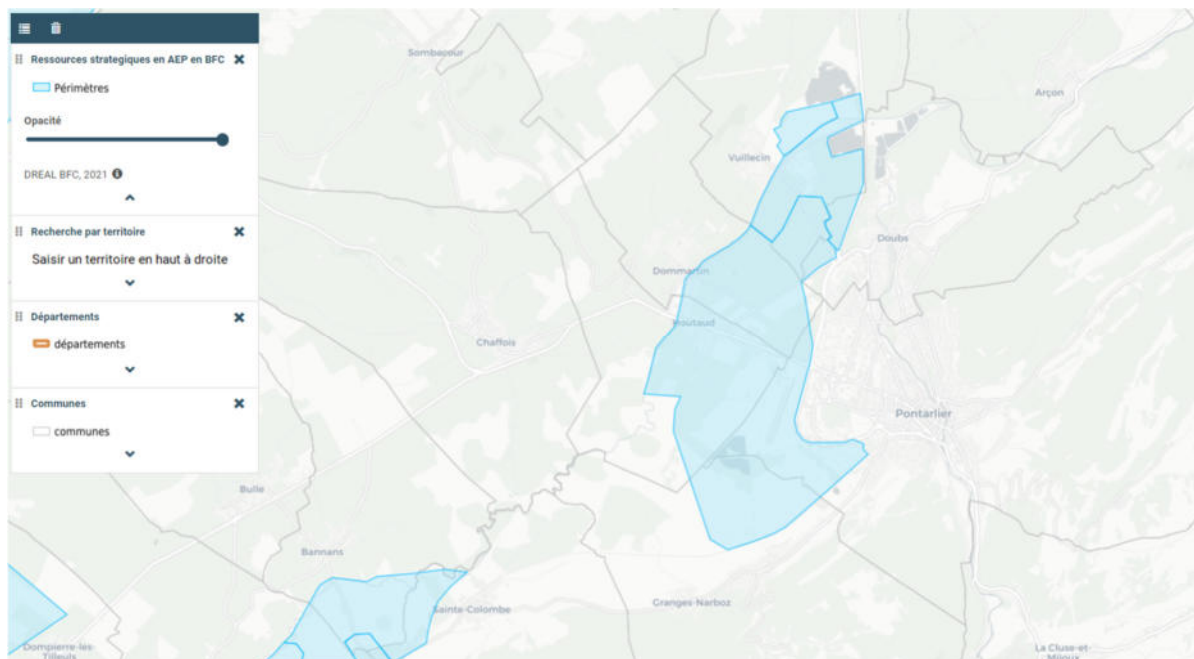 Ressources strategiques en AEP en BFC
Périmètres
Opacité
DREAL BFC, 2021
Recherche par territoire
Saisir un territoire en haut à droite
Départements
départements
Communes
communes
Sombacour
Arçon
Vuillecin
Doubs
Dommartin
Houtaud
Chaffois
Pontarlier
Bulle
Bannans
Sainte-Colombe
Granges-Narboz
Dompierre-les-
Tilleuls
La Cluse-et-
Mijoux